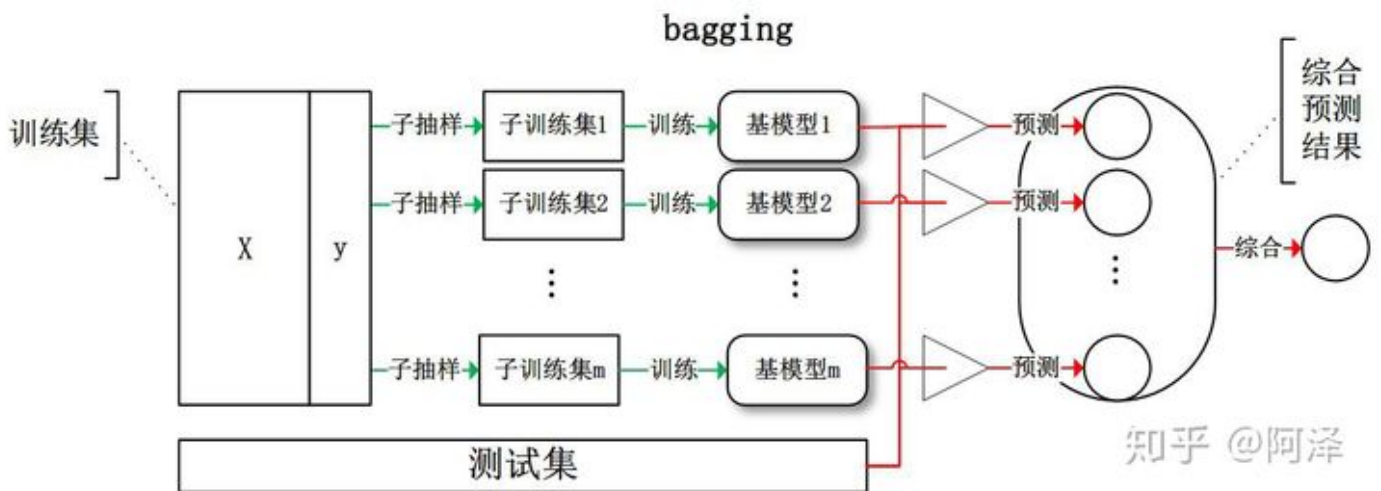 bagging
训练集
X
y
子抽样
子训练集1
训练
基模型1
预测
子抽样
子训练集2
训练
基模型2
预测
⋮
⋮
⋮
子抽样
子训练集m
训练
基模型m
预测
综合
预测
结果
综合
测试集
知乎 @阿泽